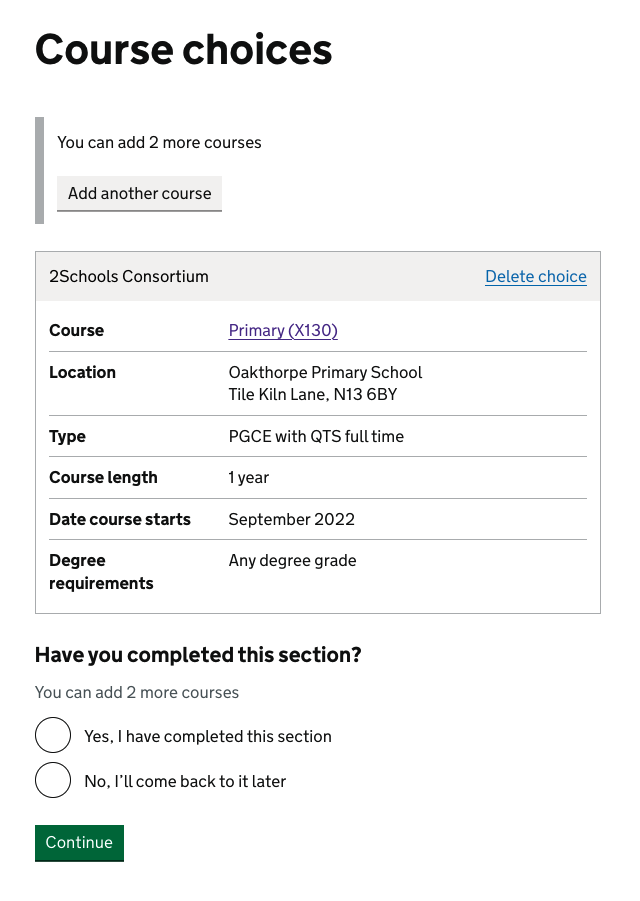 Course choices
You can add 2 more courses
Add another course
2Schools Consortium Delete choice
Course Primary (X130)
Location Oakthorpe Primary School
Tile Kiln Lane, N13 6BY
Type PGCE with QTS full time
Course length 1 year
Date course starts September 2022
Degree Any degree grade
requirements
Have you completed this section?
You can add 2 more courses
Yes, I have completed this section
No, I’ll come back to it later
Continue